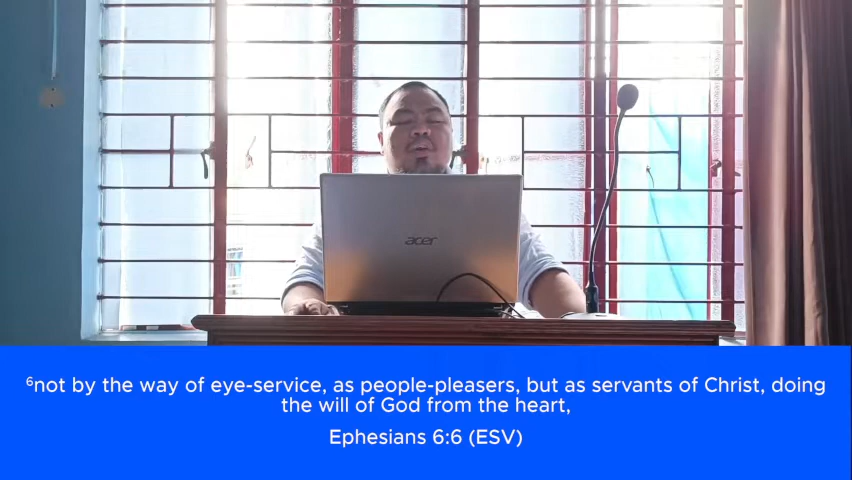 acer
⁶not by the way of eye-service, as people-pleasers, but as servants of Christ, doing
the will of God from the heart,
Ephesians 6:6 (ESV)